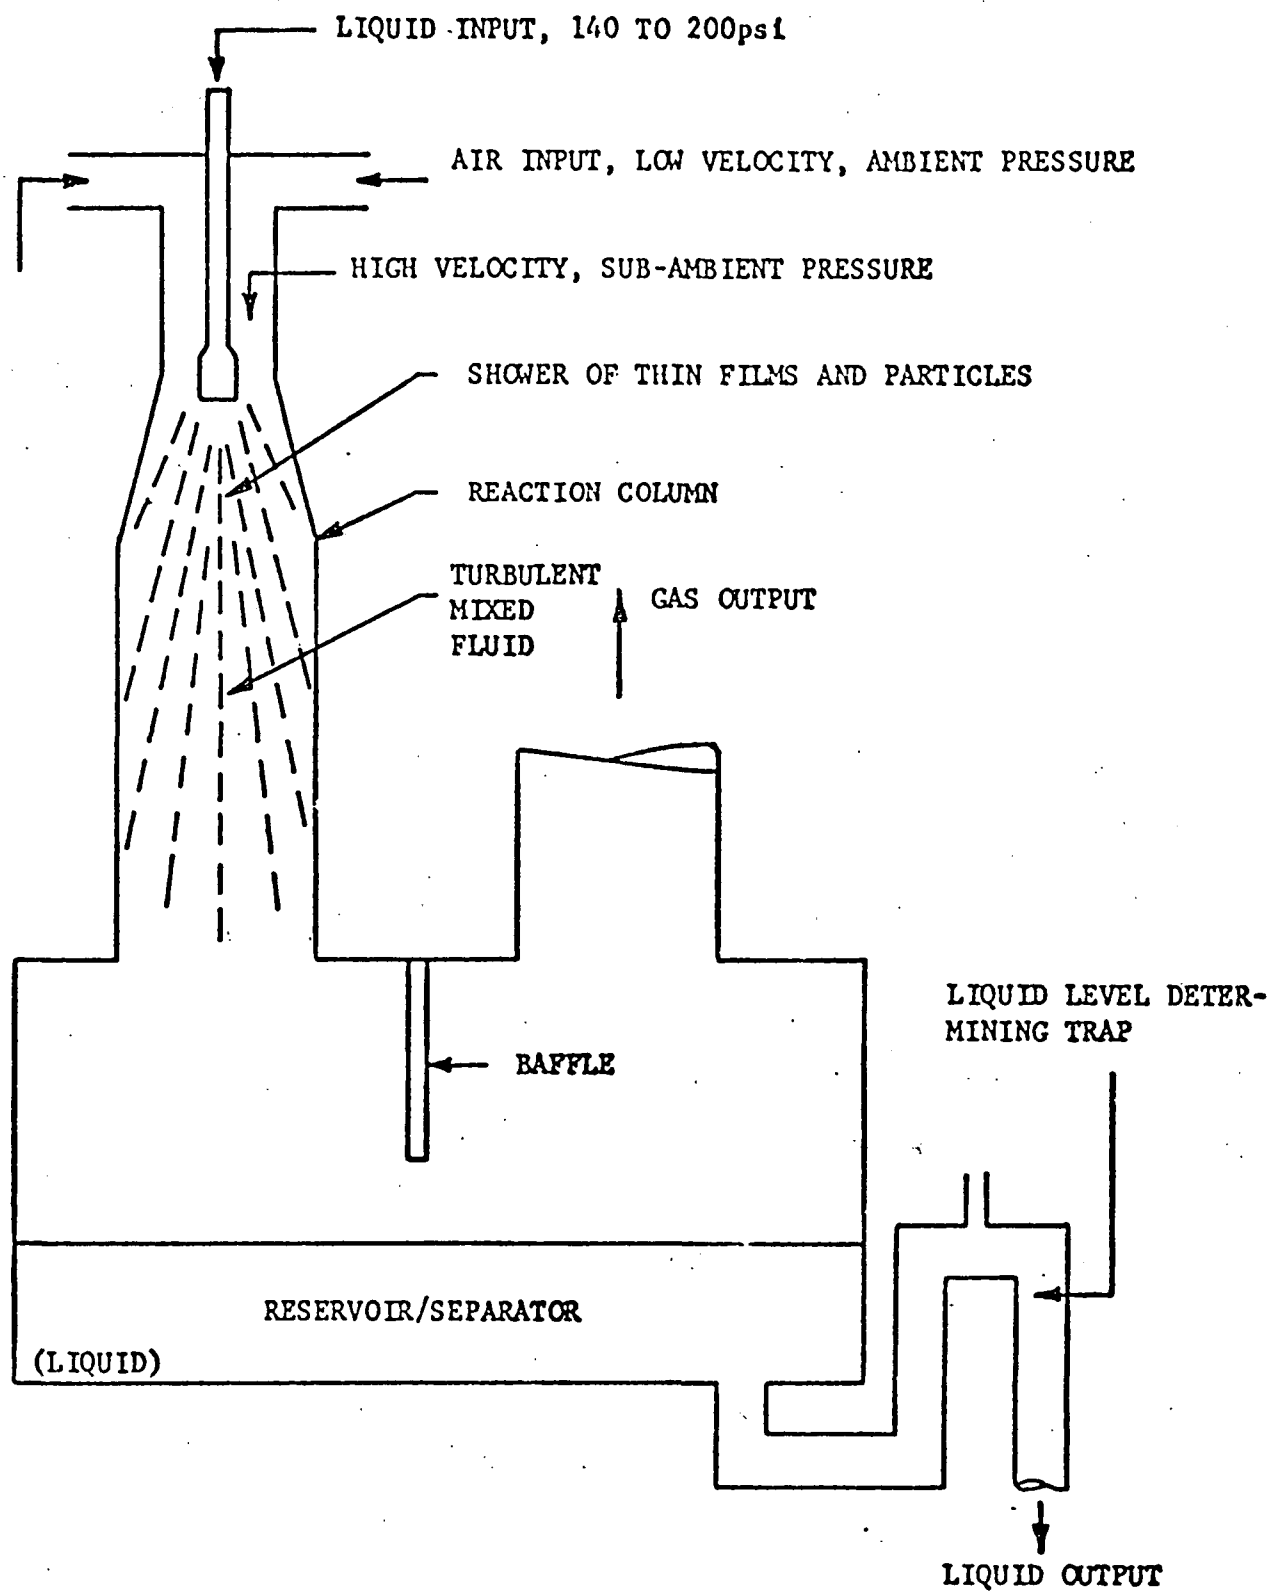 LIQUID INPUT, 140 TO 200psi
AIR INPUT, LOW VELOCITY, AMBIENT PRESSURE
HIGH VELOCITY, SUB-AMBIENT PRESSURE
SHOWER OF THIN FILMS AND PARTICLES
REACTION COLUMN
TURBULENT
MIXED
FLUID
GAS OUTPUT
LIQUID LEVEL DETER-
MINING TRAP
BAFFLE
RESERVOIR/SEPARATOR
(LIQUID)
LIQUID OUTPUT